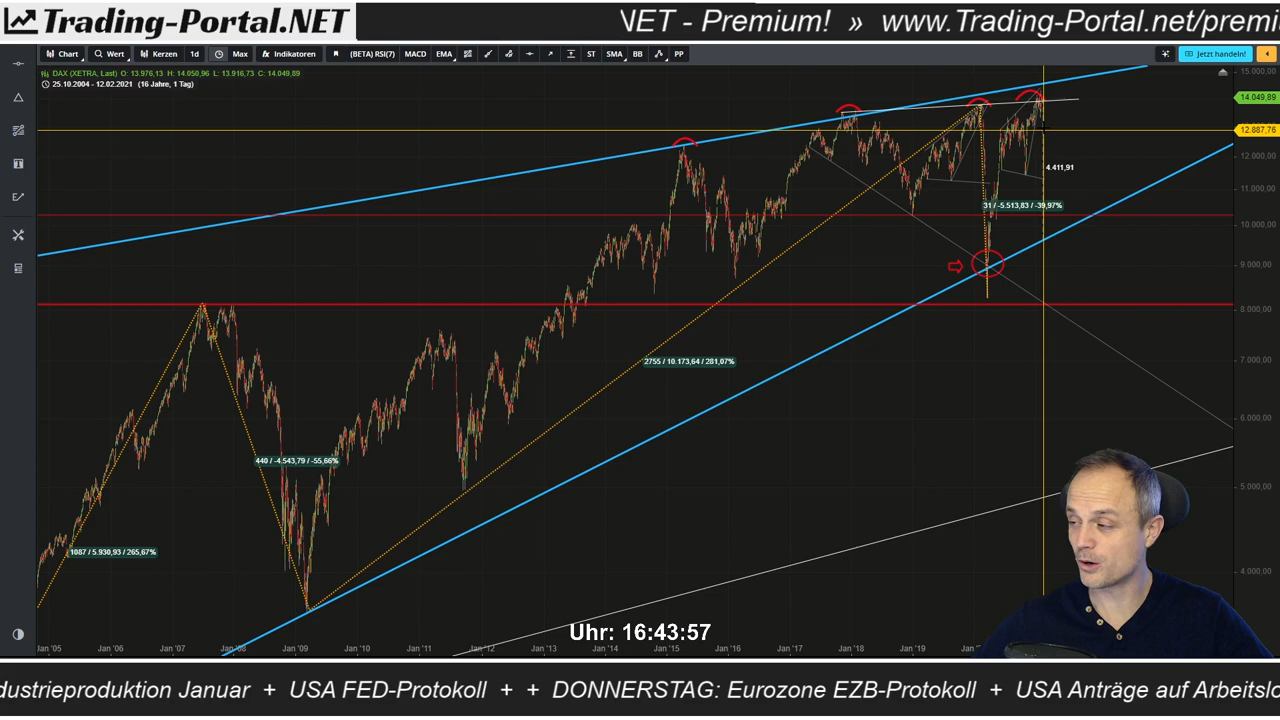 Trading-Portal.NET
NET - Premium! » www.Trading-Portal.net/premi
Chart Wert Kerzen 1d Max Indikatoren (BETA) RSI(7) MACD EMA ST SMA BB PP Jetzt handeln!
DAX (XETRA, Last) O: 13.976,13 H: 14.050,96 L: 13.916,73 C: 14.049,89
25.10.2004 - 12.02.2021 (16 Jahre, 1 Tag)
15.000,00
14.049,89
12.887,76
12.000,00
4.411,91
11.000,00
31 / -5.513,83 / -39,97%
10.000,00
9.000,00
8.000,00
2755 / 10.173,64 / 281,07%
7.000,00
6.000,00
440 / -4.543,79 / -55,66%
5.000,00
1087 / 5.930,93 / 265,67%
4.000,00
Uhr: 16:43:57
Jan '05 Jan '06 Jan '07 Jan '08 Jan '09 Jan '10 Jan '11 Jan '12 Jan '13 Jan '14 Jan '15 Jan '16 Jan '17 Jan '18 Jan '19
dustrieproduktion Januar + USA FED-Protokoll + + DONNERSTAG: Eurozone EZB-Protokoll + USA Anträge auf Arbeitslo